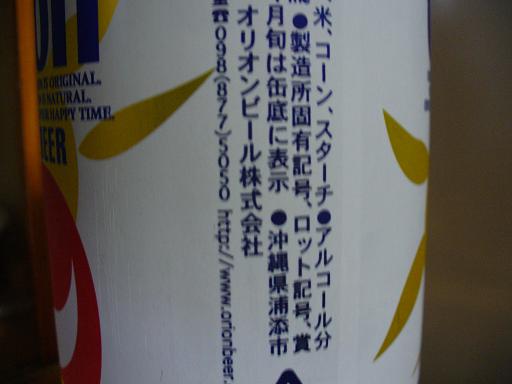 米、コーン、スターチ●アルコール分
●製造所固有記号、ロット記号、賞
月旬は缶底に表示 ●沖縄県浦添市
オリオンビール株式会社
☎098(877)5050 http://www.orionbeer.
IS ORIGINAL.
NATURAL.
HAPPY TIME.
BEER